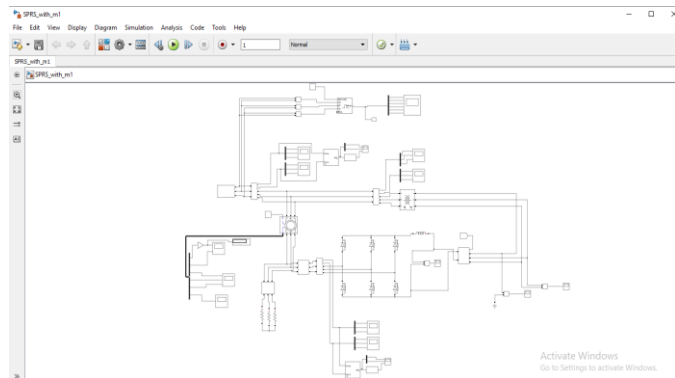 SPRS_with_m1
File Edit View Display Diagram Simulation Analysis Code Tools Help
1 Normal
SPRS_with_m1
SPRS_with_m1
Activate Windows
Go to Settings to activate Windows.